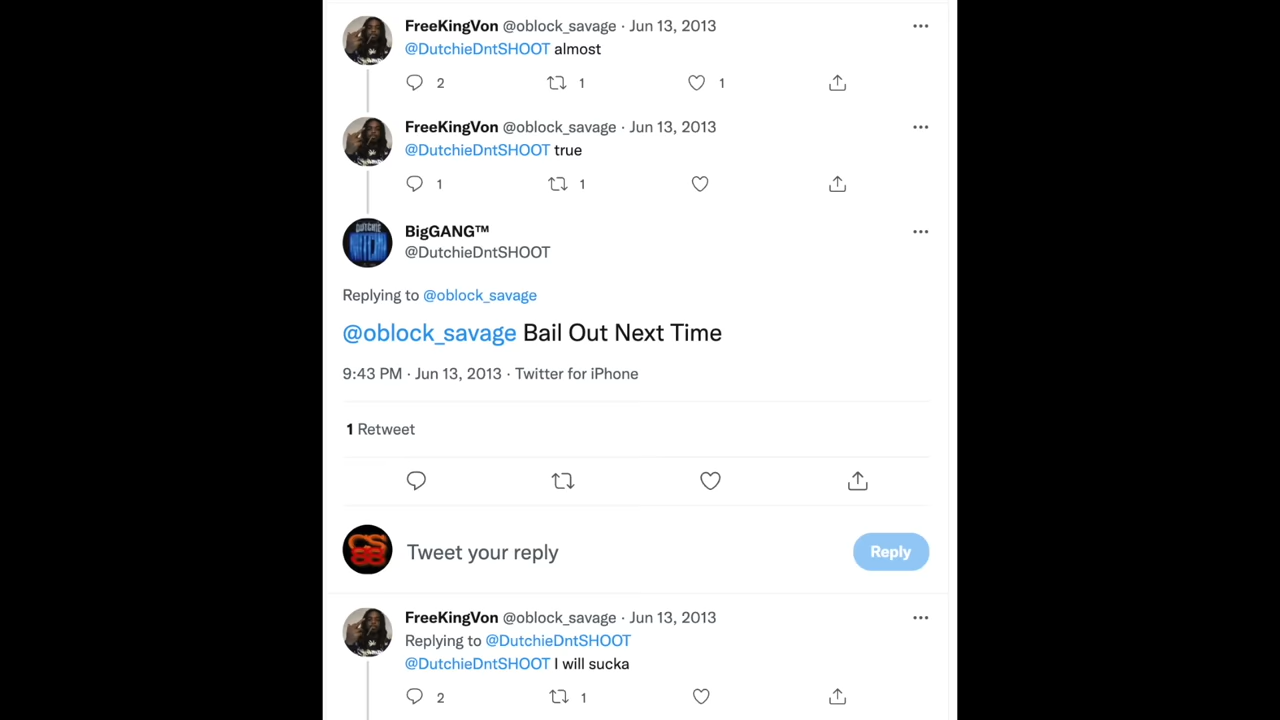 FreeKingVon @oblock_savage · Jun 13, 2013
@DutchieDntSHOOT almost
2 1 1
FreeKingVon @oblock_savage · Jun 13, 2013
@DutchieDntSHOOT true
1 1
BigGANG™
@DutchieDntSHOOT
Replying to @oblock_savage
@oblock_savage Bail Out Next Time
9:43 PM · Jun 13, 2013 · Twitter for iPhone
1 Retweet
Tweet your reply
Reply
FreeKingVon @oblock_savage · Jun 13, 2013
Replying to @DutchieDntSHOOT
@DutchieDntSHOOT I will sucka
2 1